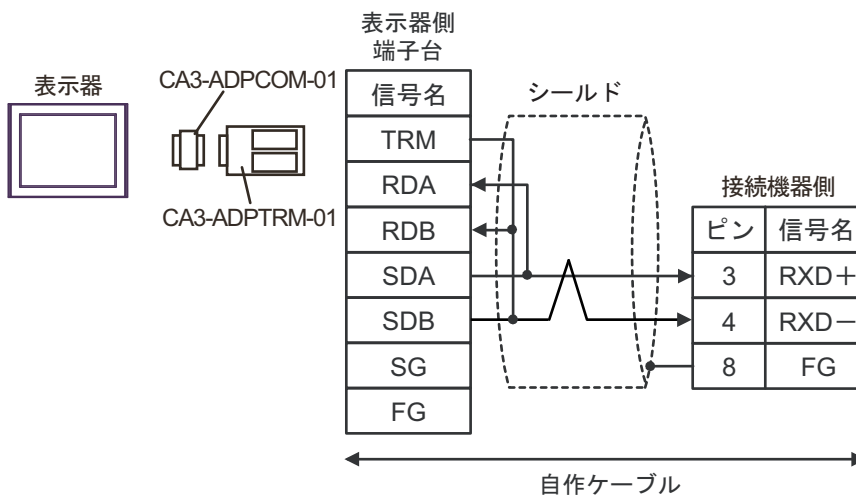 表示器
CA3-ADPCOM-01
CA3-ADPTRM-01
表示器側
端子台
信号名
TRM
RDA
RDB
SDA
SDB
SG
FG
シールド
接続機器側
ピン 信号名
3 RXD＋
4 RXD－
8 FG
自作ケーブル